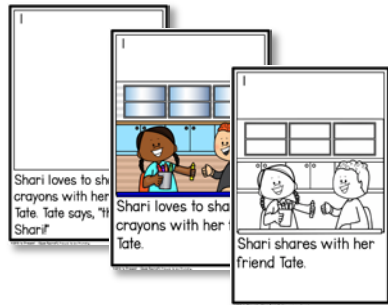 Shari loves to sh
crayons with her
Tate. Tate says, "th
Shari!"
Shari loves to sha
crayons with her
Tate.
Shari shares with her
friend Tate.